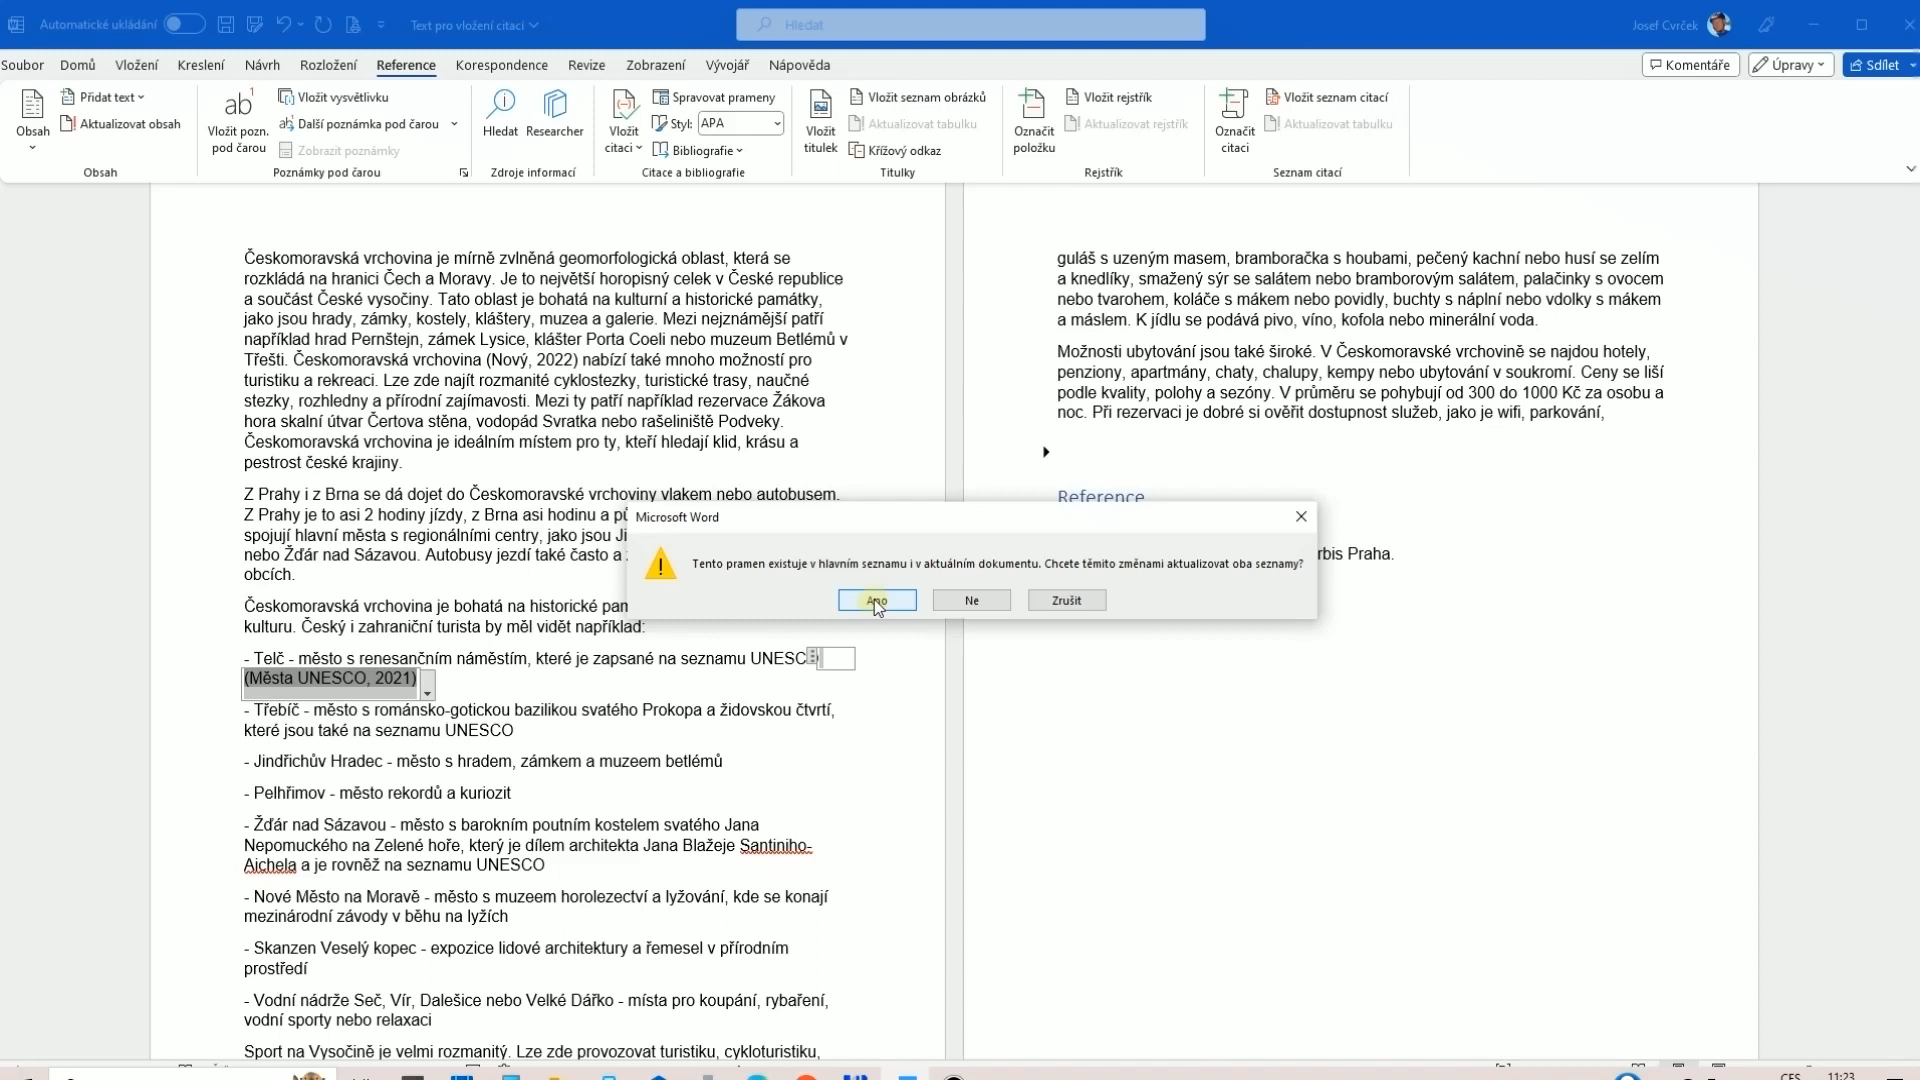 Automatické ukládání
Text pro vložení citací
Hledat
Josef Cvrček
Soubor Domů Vložení Kreslení Návrh Rozložení Reference Korespondence Revize Zobrazení Vývojář Nápověda
Komentáře Úpravy Sdílet
Obsah
Přidat text
Aktualizovat obsah
Obsah
ab
Vložit pozn.
pod čarou
Vložit vysvětlivku
Další poznámka pod čarou
Zobrazit poznámky
Poznámky pod čarou
Hledat Researcher
Zdroje informací
Vložit
citaci
Spravovat prameny
Styl: APA
Bibliografie
Citace a bibliografie
Vložit
titulek
Vložit seznam obrázků
Aktualizovat tabulku
Křížový odkaz
Titulky
Označit
položku
Vložit rejstřík
Aktualizovat rejstřík
Rejstřík
Označit
citaci
Vložit seznam citací
Aktualizovat tabulku
Seznam citací
Českomoravská vrchovina je mírně zvlněná geomorfologická oblast, která se
rozkládá na hranici Čech a Moravy. Je to největší horopisný celek v České republice
a součást České vysočiny. Tato oblast je bohatá na kulturní a historické památky,
jako jsou hrady, zámky, kostely, kláštery, muzea a galerie. Mezi nejznámější patří
například hrad Pernštejn, zámek Lysice, klášter Porta Coeli nebo muzeum Betlémů v
Třešti. Českomoravská vrchovina (Nový, 2022) nabízí také mnoho možností pro
turistiku a rekreaci. Lze zde najít rozmanité cyklostezky, turistické trasy, naučné
stezky, rozhledny a přírodní zajímavosti. Mezi ty patří například rezervace Žákova
hora skalní útvar Čertova stěna, vodopád Svratka nebo rašeliniště Podveky.
Českomoravská vrchovina je ideálním místem pro ty, kteří hledají klid, krásu a
pestrost české krajiny.
Z Prahy i z Brna se dá dojet do Českomoravské vrchoviny vlakem nebo autobusem.
Z Prahy je to asi 2 hodiny jízdy, z Brna asi hodinu a
spojují hlavní města s regionálními centry, jako jsou
nebo Žďár nad Sázavou. Autobusy jezdí také často a
obcích.
Českomoravská vrchovina je bohatá na historické
kulturu. Český i zahraniční turista by měl vidět například:
- Telč - město s renesančním náměstím, které je zapsané na seznamu UNESCO
(Města UNESCO, 2021)
- Třebíč - město s románsko-gotickou bazilikou svatého Prokopa a židovskou čtvrtí,
které jsou také na seznamu UNESCO
- Jindřichův Hradec - město s hradem, zámkem a muzeem betlémů
- Pelhřimov - město rekordů a kuriozit
- Žďár nad Sázavou - město s barokním poutním kostelem svatého Jana
Nepomuckého na Zelené hoře, který je dílem architekta Jana Blažeje Santiniho-
Aichela a je rovněž na seznamu UNESCO
- Nové Město na Moravě - město s muzeem horolezectví a lyžování, kde se konají
mezinárodní závody v běhu na lyžích
- Skanzen Veselý kopec - expozice lidové architektury a řemesel v přírodním
prostředí
- Vodní nádrže Seč, Vír, Dalešice nebo Velké Dářko - místa pro koupání, rybaření,
vodní sporty nebo relaxaci
Sport na Vysočině je velmi rozmanitý. Lze zde provozovat turistiku, cykloturistiku,
guláš s uzeným masem, bramboračka s houbami, pečený kachní nebo husí se zelím
a knedlíky, smažený sýr se salátem nebo bramborovým salátem, palačinky s ovocem
nebo tvarohem, koláče s mákem nebo povidly, buchty s náplní nebo vdolky s mákem
a máslem. K jídlu se podává pivo, víno, kofola nebo minerální voda.
Možnosti ubytování jsou také široké. V Českomoravské vrchovině se najdou hotely,
penziony, apartmány, chaty, chalupy, kempy nebo ubytování v soukromí. Ceny se liší
podle kvality, polohy a sezóny. V průměru se pohybují od 300 do 1000 Kč za osobu a
noc. Při rezervaci je dobré si ověřit dostupnost služeb, jako je wifi, parkování,
Reference
rbis Praha.
Microsoft Word
Tento pramen existuje v hlavním seznamu i v aktuálním dokumentu. Chcete těmito změnami aktualizovat oba seznamy?
Ano Ne Zrušit
CES 11:23